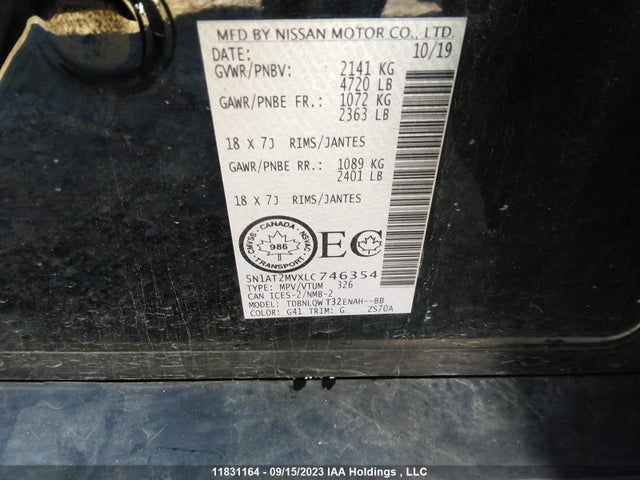 MFD BY NISSAN MOTOR CO., LTD.
DATE: 10/19
GVWR/PNBV: 2141 KG
4720 LB
GAWR/PNBE FR.: 1072 KG
2363 LB
18 X 7J RIMS/JANTES
GAWR/PNBE RR.: 1089 KG
2401 LB
18 X 7J RIMS/JANTES
CMVSS - CANADA - NSVAC
986
TRANSPORT
EC
5N1AT2MVXLC746354
TYPE: MPV/VTUM 326
CAN ICES-2/NMB-2
MODEL: TDBNLQWT32ENAH--BB
COLOR: G41 TRIM: G ZS70A
11831164 - 09/15/2023 IAA Holdings , LLC